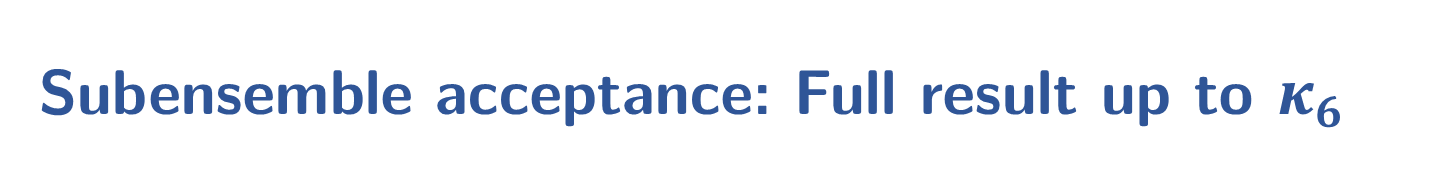 Subensemble acceptance: Full result up to κ₆